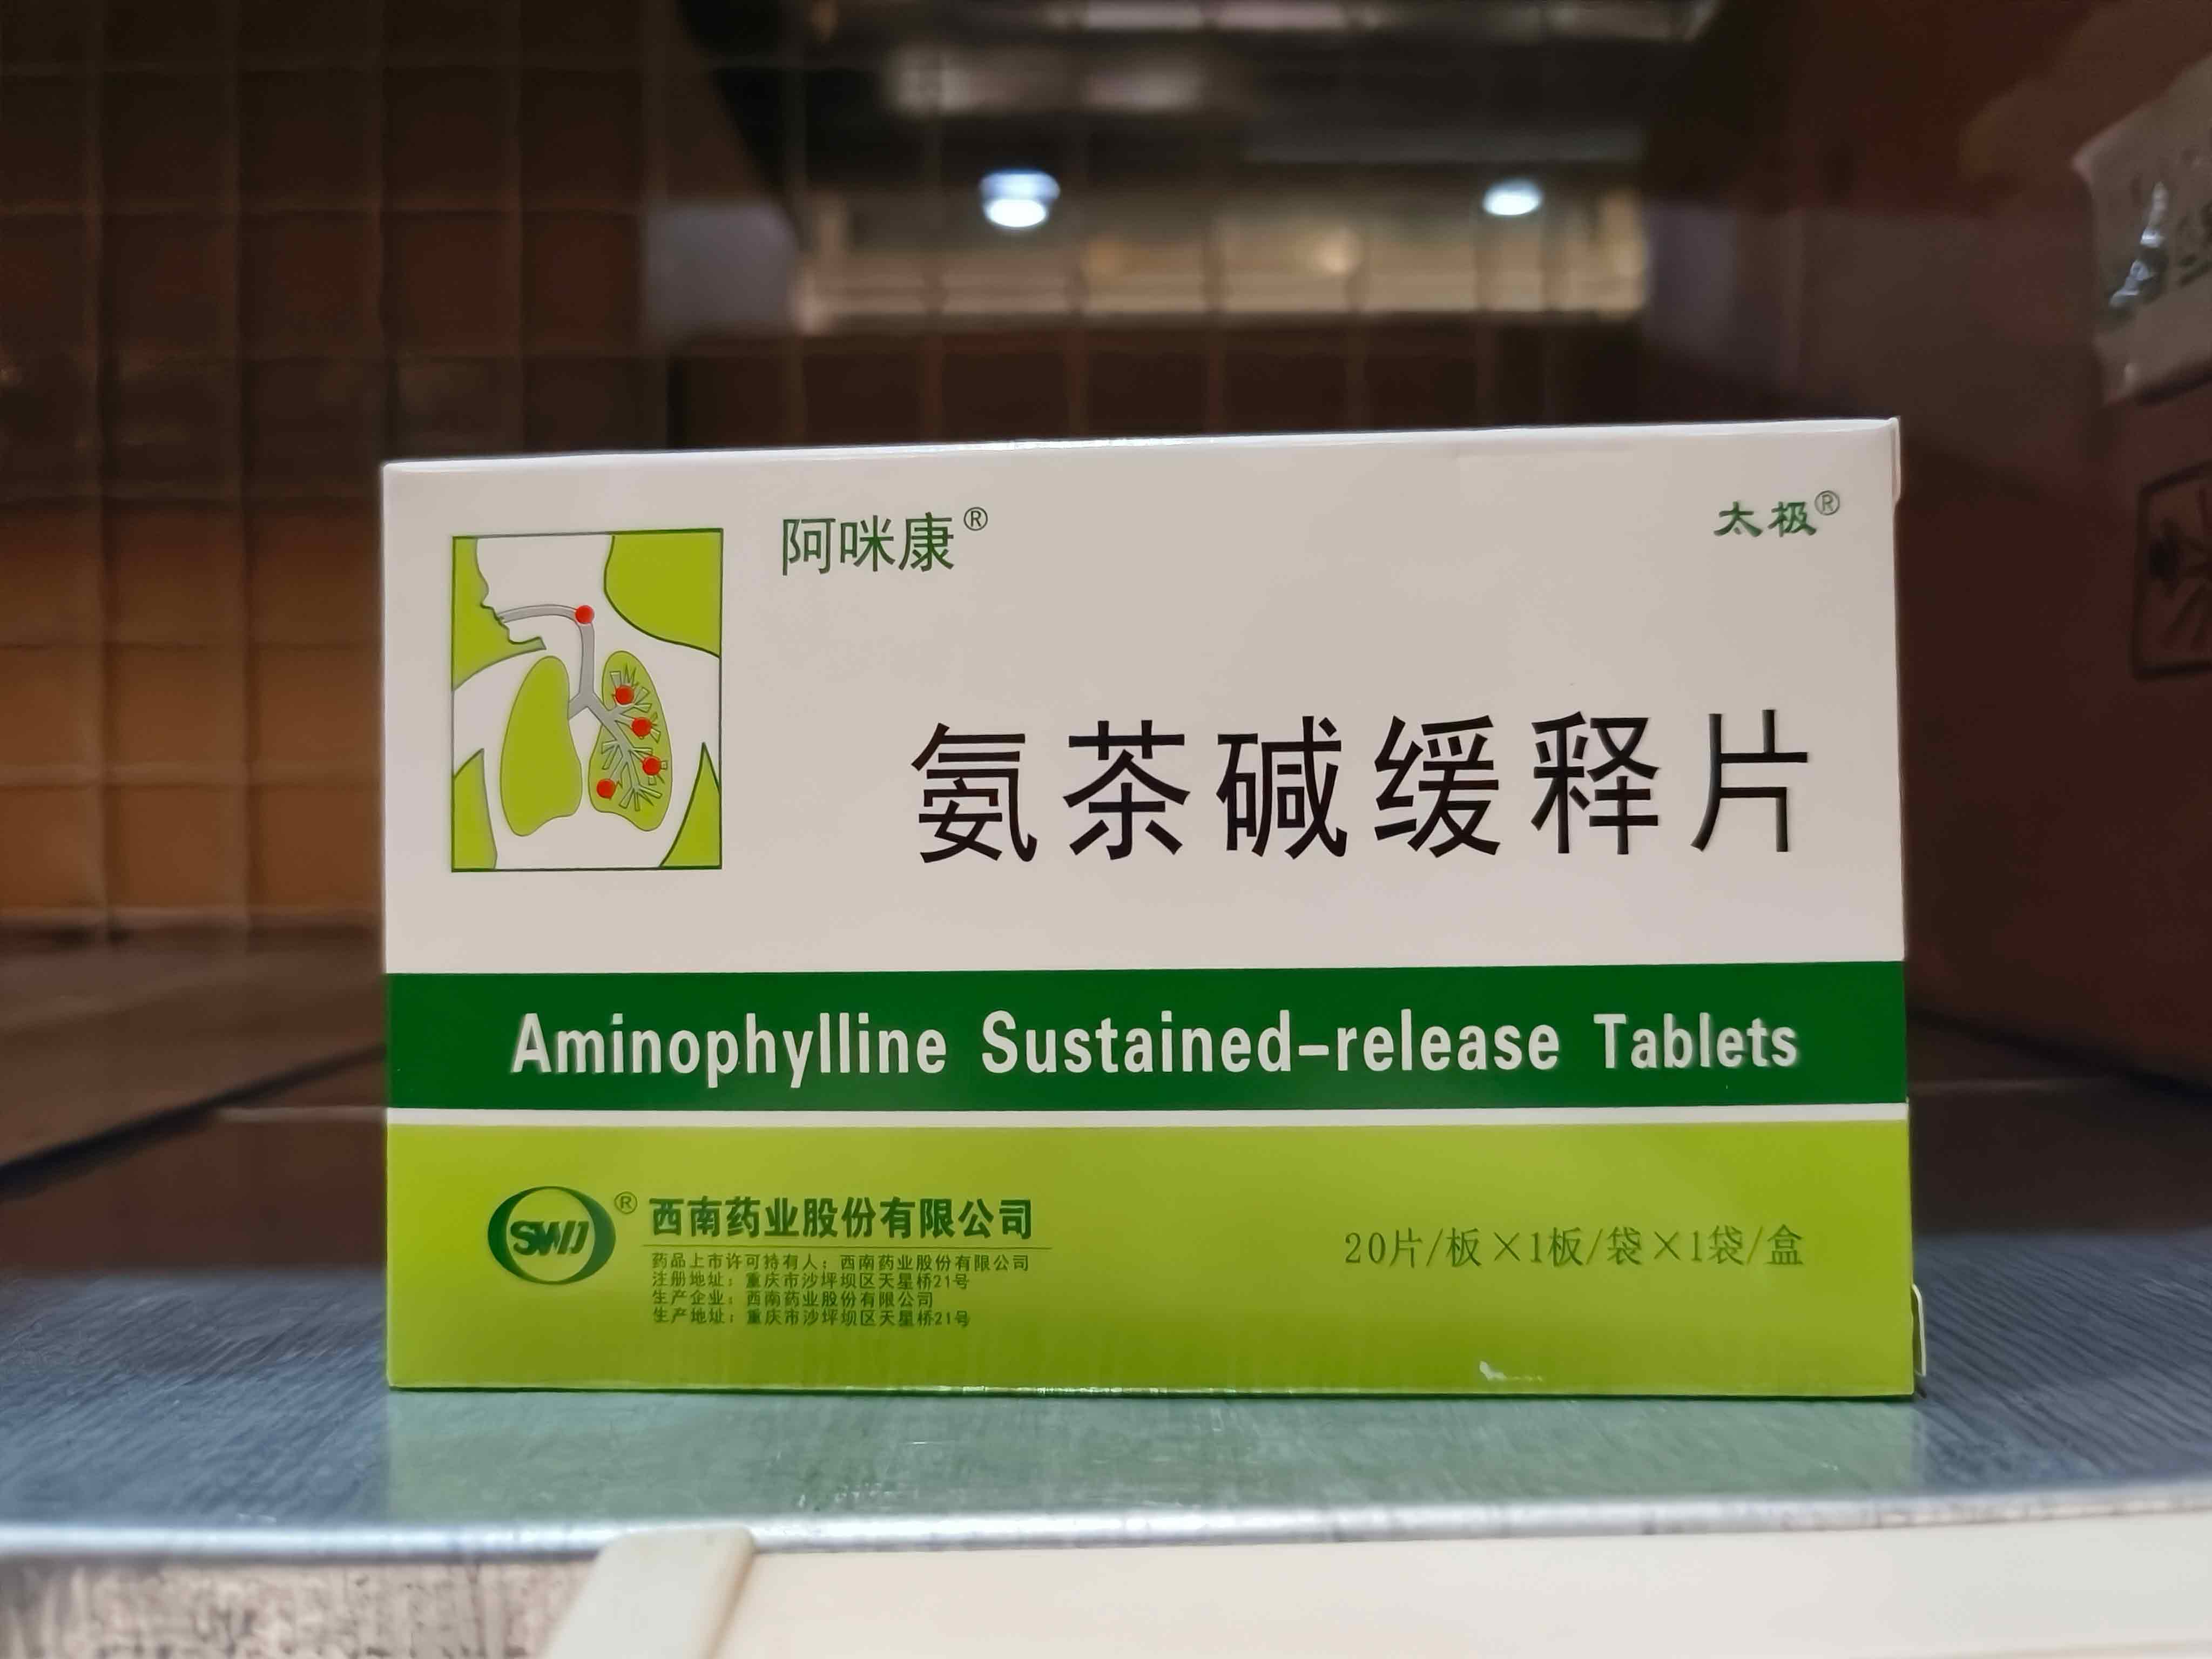 阿咪康®
太极®
氨茶碱缓释片
Aminophylline Sustained-release Tablets
SWJ®
西南药业股份有限公司
药品上市许可持有人：西南药业股份有限公司
注册地址：重庆市沙坪坝区天星桥21号
生产企业：西南药业股份有限公司
生产地址：重庆市沙坪坝区天星桥21号
20片/板×1板/袋×1袋/盒